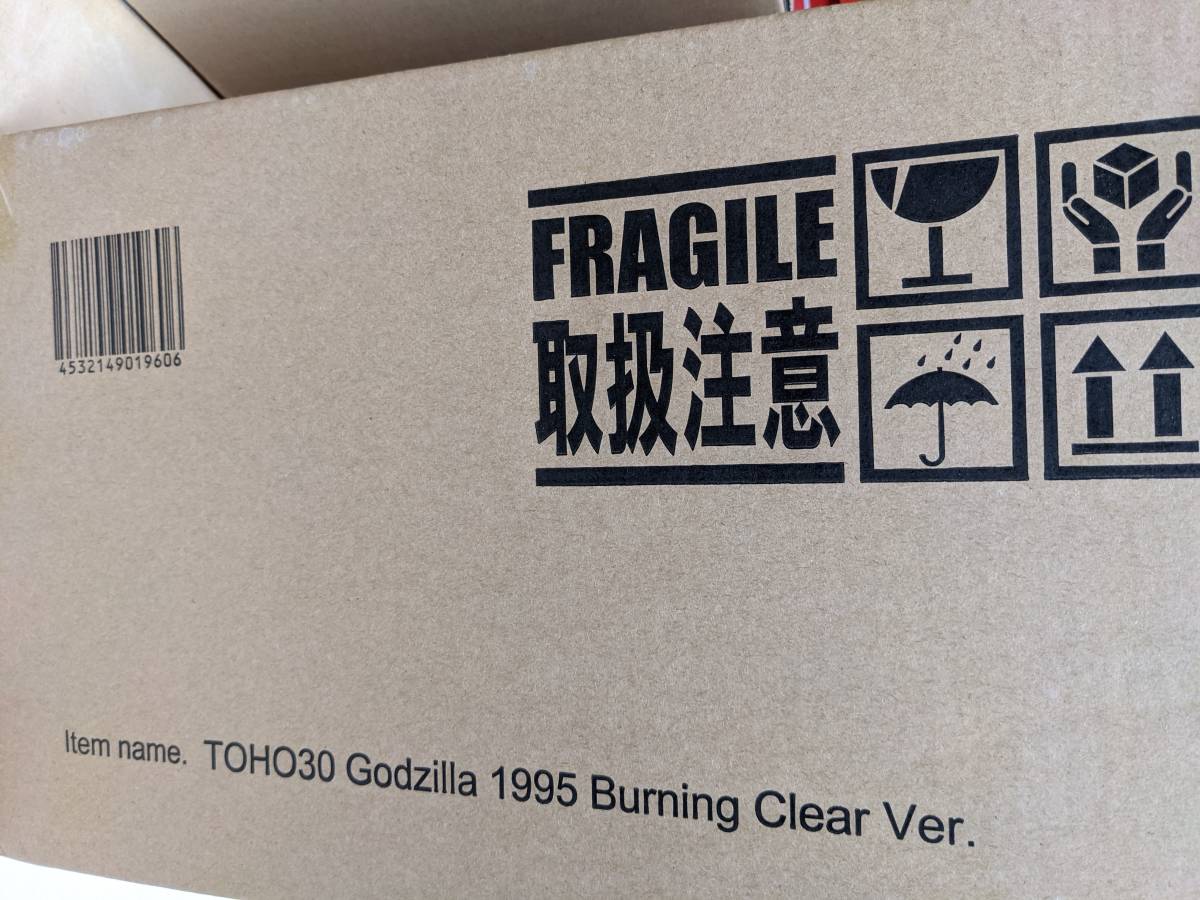 FRAGILE
取扱注意
4532149019606
Item name. TOHO30 Godzilla 1995 Burning Clear Ver.